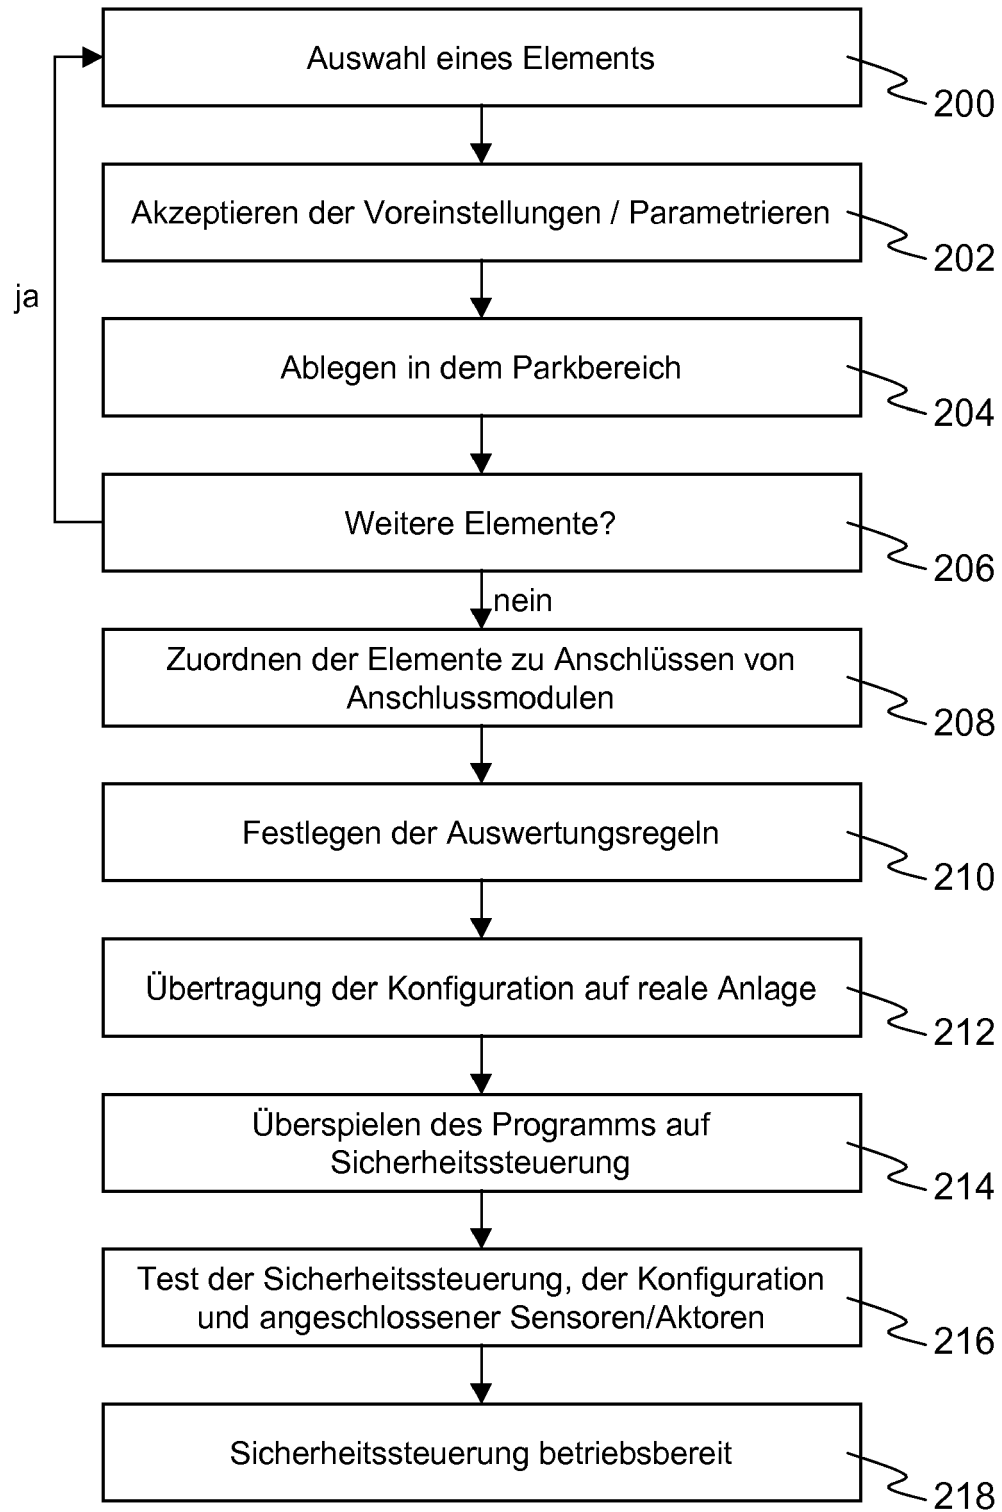 Auswahl eines Elements
200
Akzeptieren der Voreinstellungen / Parametrieren
202
ja
Ablegen in dem Parkbereich
204
Weitere Elemente?
206
nein
Zuordnen der Elemente zu Anschlüssen von
Anschlussmodulen
208
Festlegen der Auswertungsregeln
210
Übertragung der Konfiguration auf reale Anlage
212
Überspielen des Programms auf
Sicherheitssteuerung
214
Test der Sicherheitssteuerung, der Konfiguration
und angeschlossener Sensoren/Aktoren
216
Sicherheitssteuerung betriebsbereit
218